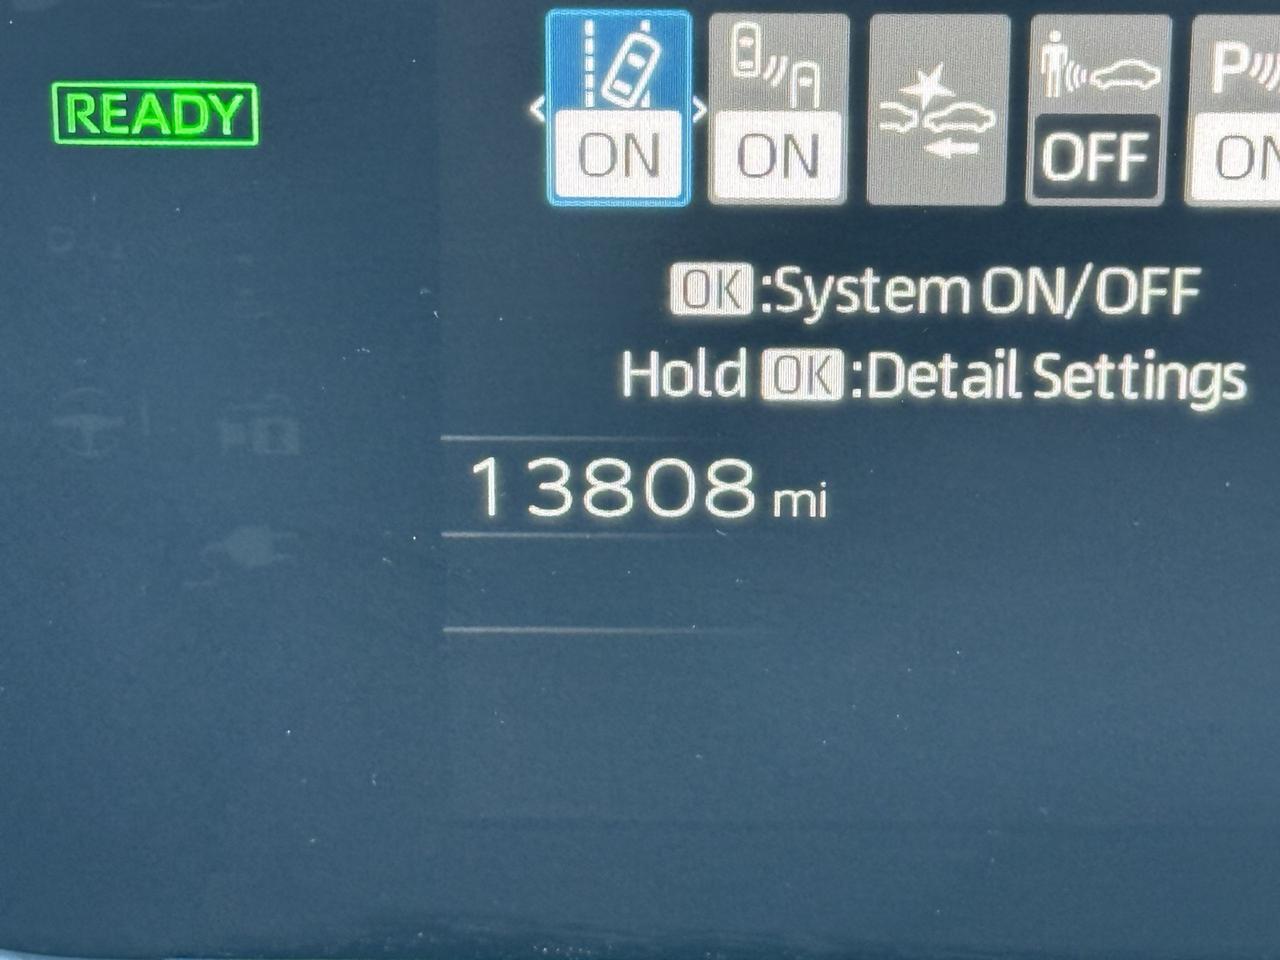 READY
ON
ON
OFF
P
ON
OK:System ON/OFF
Hold OK:Detail Settings
13808 mi